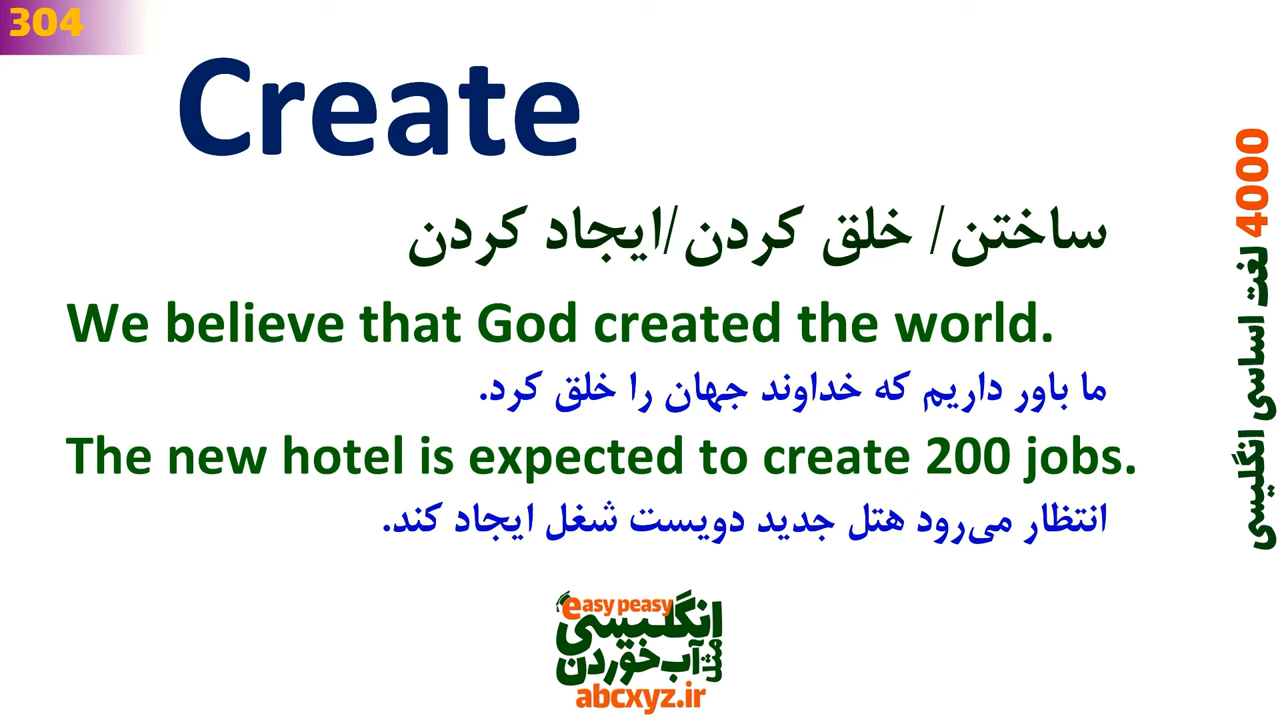 304
Create
ساختن/ خلق کردن/ایجاد کردن
We believe that God created the world.
ما باور داریم که خداوند جهان را خلق کرد.
The new hotel is expected to create 200 jobs.
انتظار می‌رود هتل جدید دویست شغل ایجاد کند.
4000 لغت اساسی انگلیسی
easy peasy
انگلیسی
مثل آب خوردن
abcxyz.ir